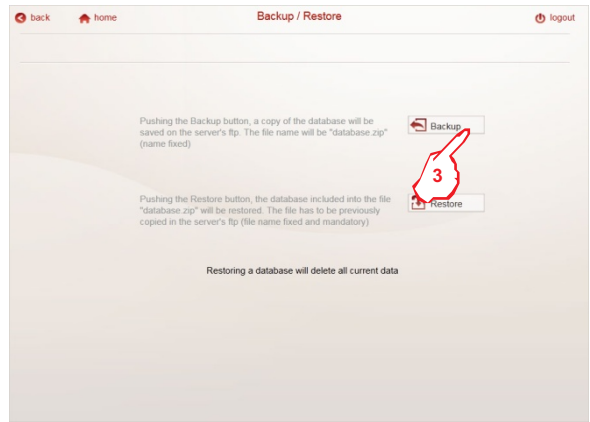 back home Backup / Restore logout
Pushing the Backup button, a copy of the database will be
saved on the server's ftp. The file name will be "database.zip"
(name fixed)
Backup
3
Pushing the Restore button, the database included into the file
"database.zip" will be restored. The file has to be previously
copied in the server's ftp (file name fixed and mandatory)
Restore
Restoring a database will delete all current data